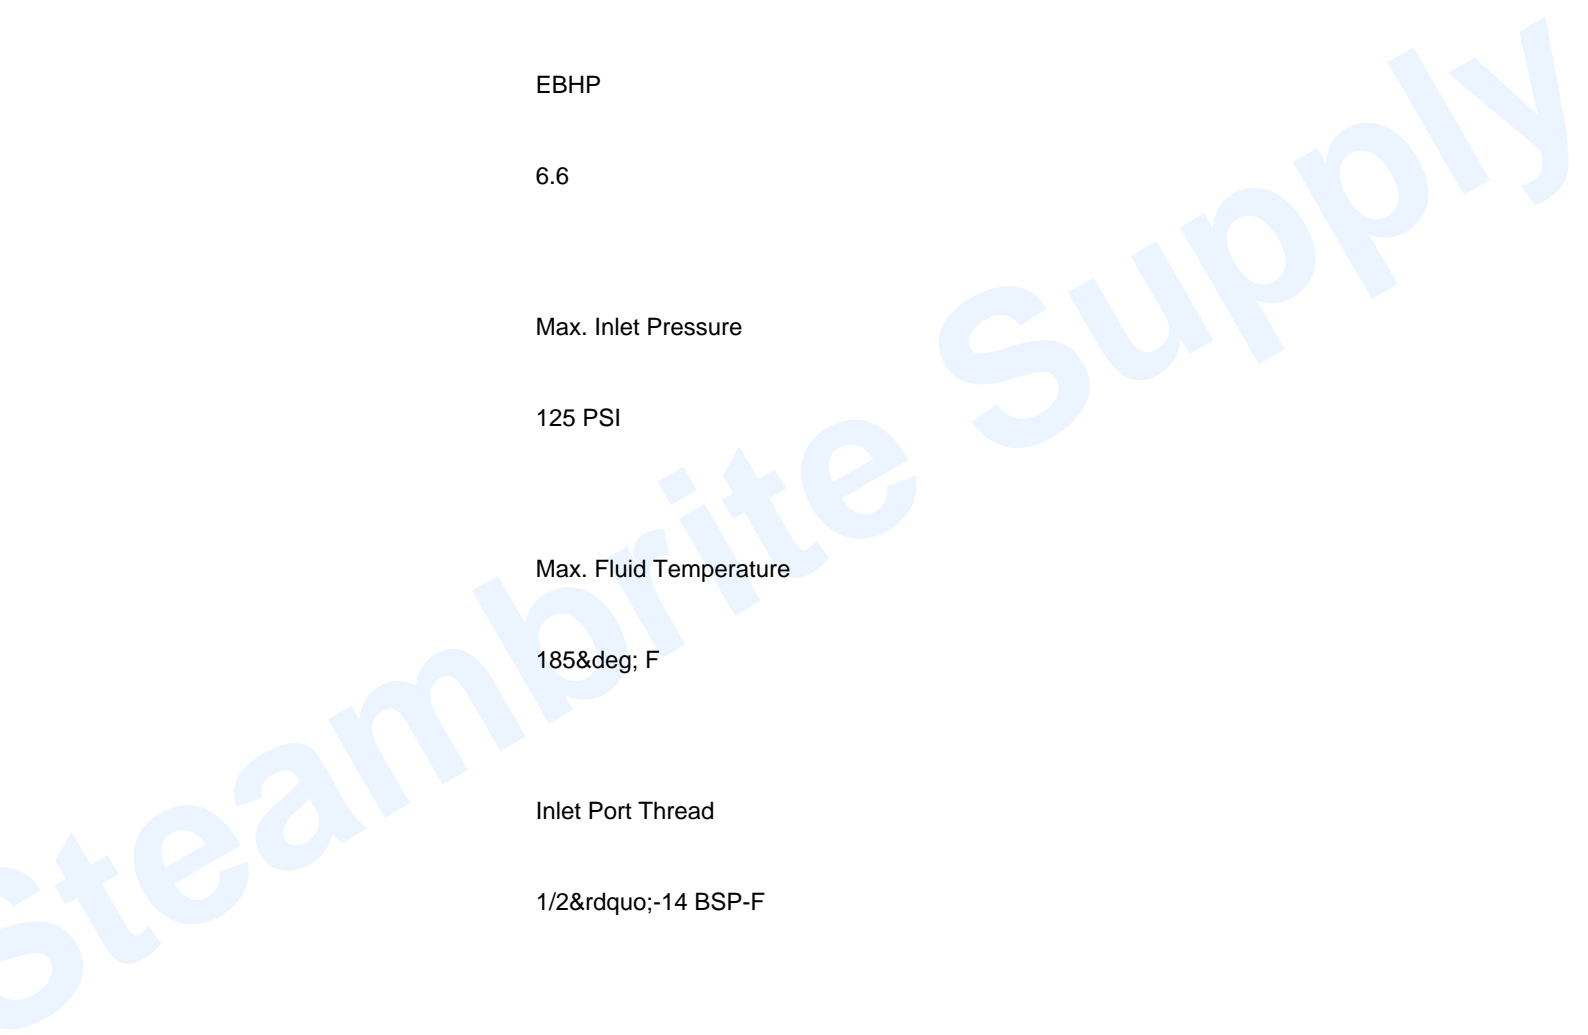 EBHP
6.6
Max. Inlet Pressure
125 PSI
Max. Fluid Temperature
185&deg; F
Inlet Port Thread
1/2&rdquo;-14 BSP-F
Steambrite Supply